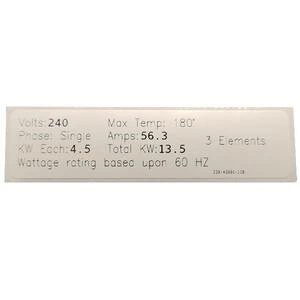 Volts: 240 Max Temp: 180°
Phase: Single Amps: 56.3 3 Elements
KW Each: 4.5 Total KW: 13.5
Wattage rating based upon 60 HZ